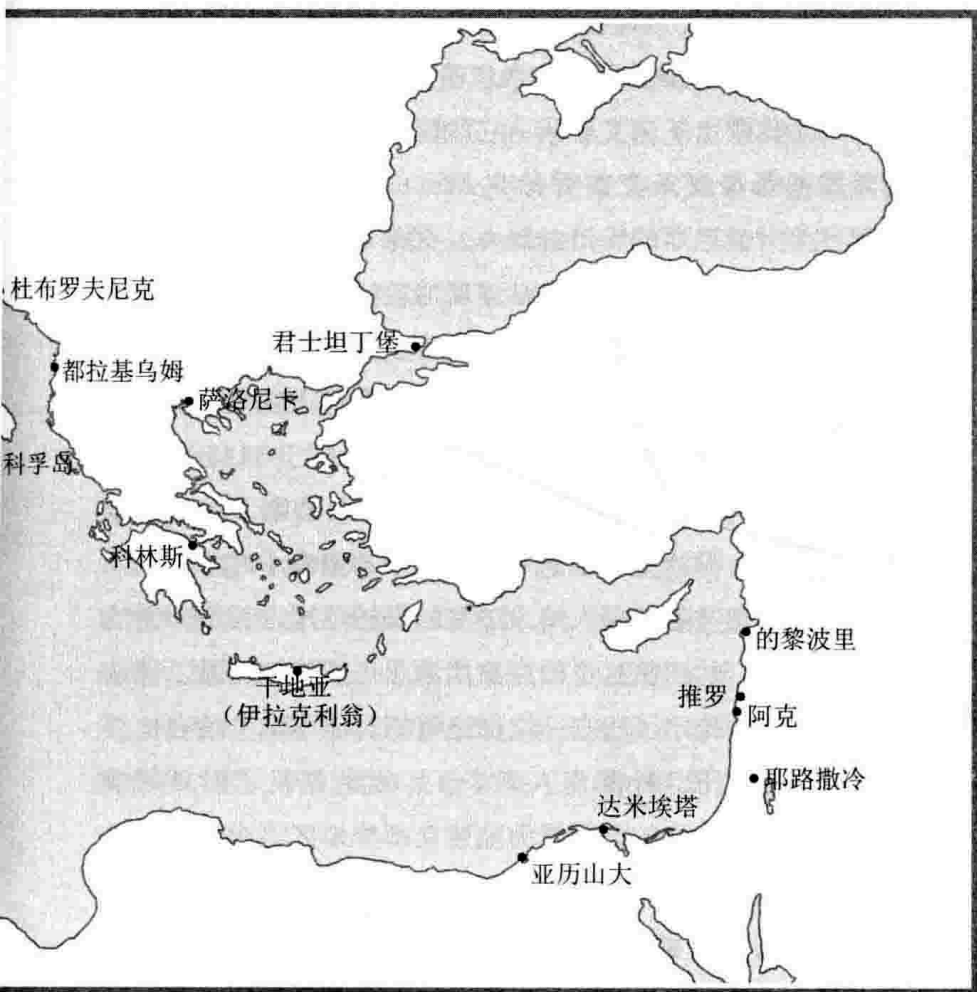 杜布罗夫尼克
君士坦丁堡
都拉基乌姆
萨洛尼卡
科孚岛
科林斯
的黎波里
干地亚
（伊拉克利翁）
推罗
阿克
耶路撒冷
达米埃塔
亚历山大